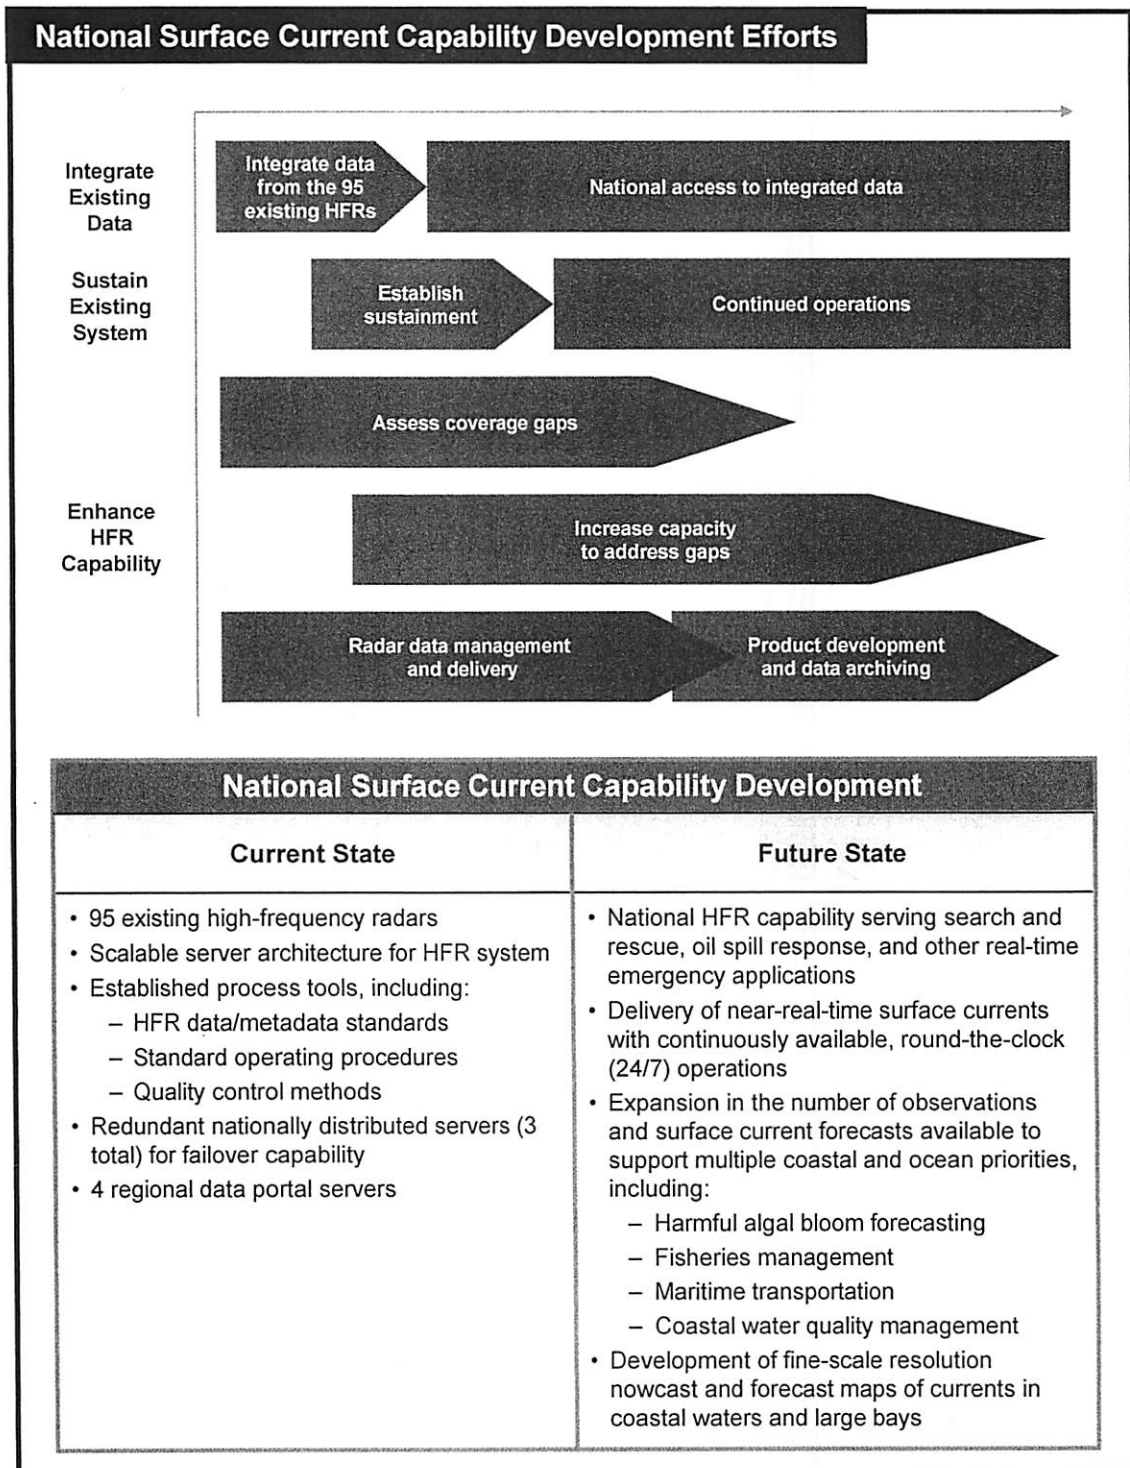 National Surface Current Capability Development Efforts
Integrate
Existing
Data
Integrate data
from the 95
existing HFRs
National access to integrated data
Sustain
Existing
System
Establish
sustainment
Continued operations
Assess coverage gaps
Enhance
HFR
Capability
Increase capacity
to address gaps
Radar data management
and delivery
Product development
and data archiving
National Surface Current Capability Development
Current State
• 95 existing high-frequency radars
• Scalable server architecture for HFR system
• Established process tools, including:
– HFR data/metadata standards
– Standard operating procedures
– Quality control methods
• Redundant nationally distributed servers (3
total) for failover capability
• 4 regional data portal servers
Future State
• National HFR capability serving search and
rescue, oil spill response, and other real-time
emergency applications
• Delivery of near-real-time surface currents
with continuously available, round-the-clock
(24/7) operations
• Expansion in the number of observations
and surface current forecasts available to
support multiple coastal and ocean priorities,
including:
– Harmful algal bloom forecasting
– Fisheries management
– Maritime transportation
– Coastal water quality management
• Development of fine-scale resolution
nowcast and forecast maps of currents in
coastal waters and large bays